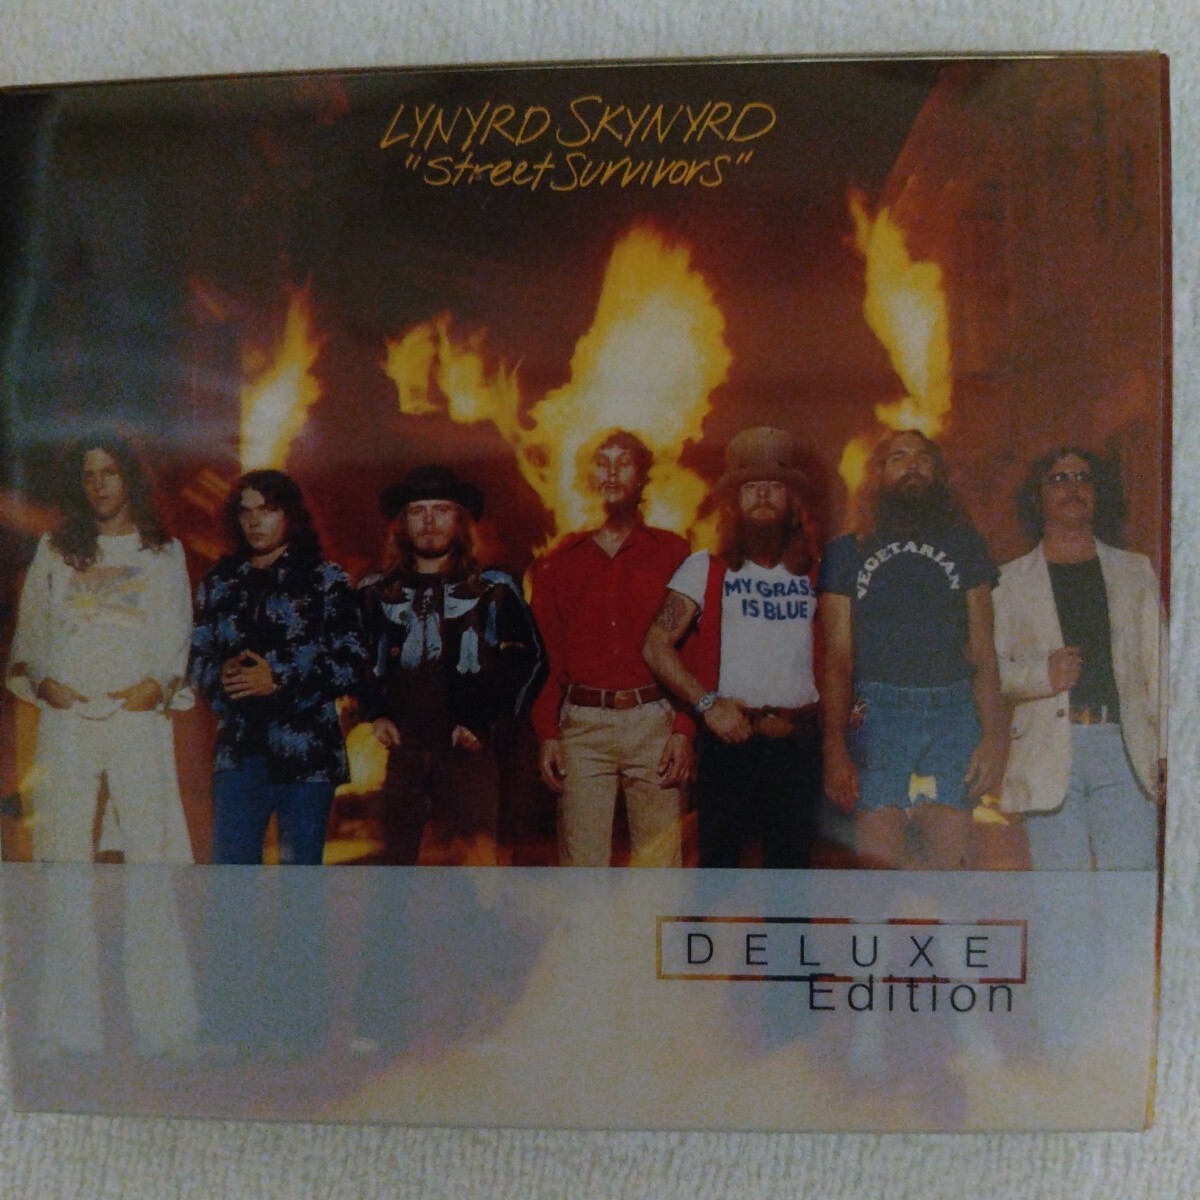 LYNYRD SKYNYRD
"Street Survivors"
VEGETARIAN
MY GRASS
IS BLUE
DELUXE
Edition